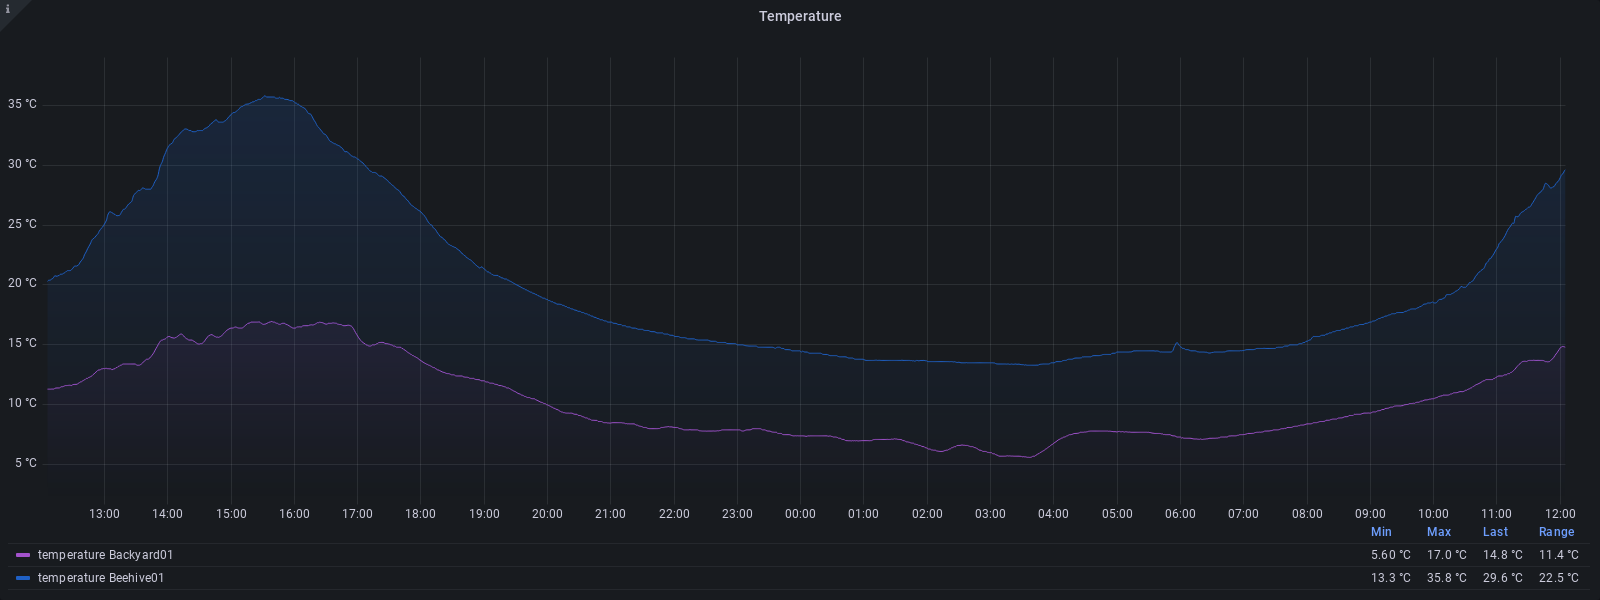 i
Temperature
35 °C
30 °C
25 °C
20 °C
15 °C
10 °C
5 °C
13:00 14:00 15:00 16:00 17:00 18:00 19:00 20:00 21:00 22:00 23:00 00:00 01:00 02:00 03:00 04:00 05:00 06:00 07:00 08:00 09:00 10:00 11:00 12:00
Min Max Last Range
temperature Backyard01 5.60 °C 17.0 °C 14.8 °C 11.4 °C
temperature Beehive01 13.3 °C 35.8 °C 29.6 °C 22.5 °C